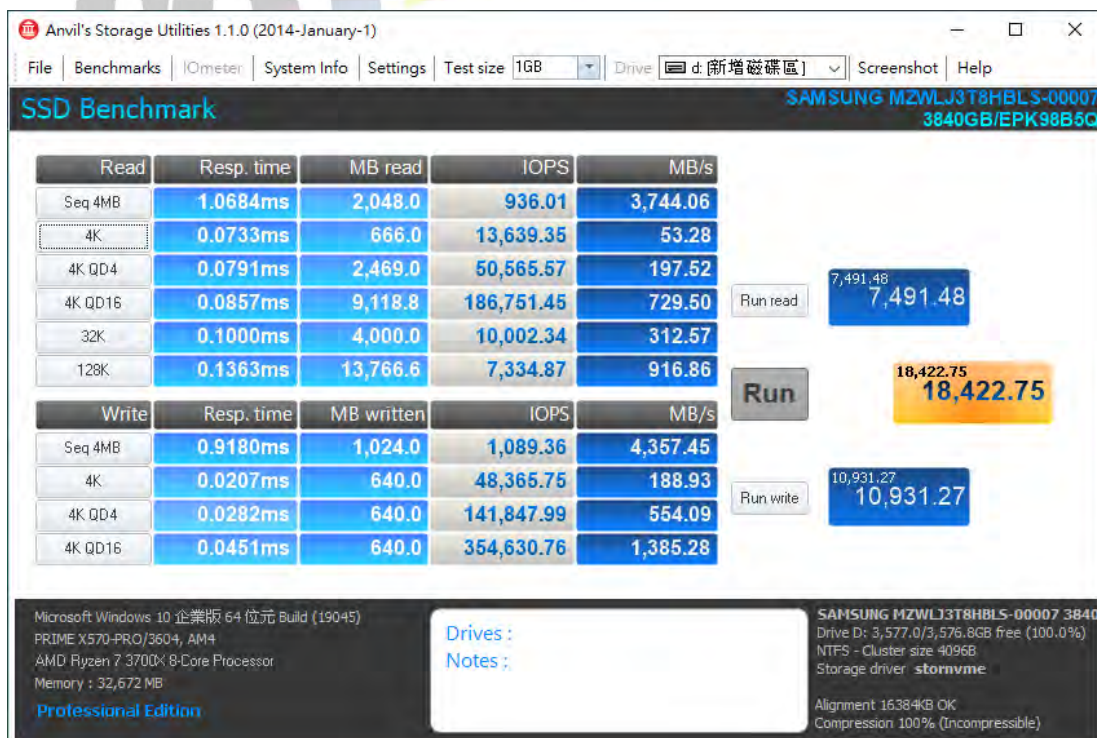 Anvil's Storage Utilities 1.1.0 (2014-January-1)
File Benchmarks IOmeter System Info Settings Test size 1GB Drive d: [新增磁碟區] Screenshot Help
SSD Benchmark
SAMSUNG MZWLJ3T8HBLS-00007
3840GB/EPK98B5Q
Read Resp. time MB read IOPS MB/s
Seq 4MB 1.0684ms 2,048.0 936.01 3,744.06
4K 0.0733ms 666.0 13,639.35 53.28
4K QD4 0.0791ms 2,469.0 50,565.57 197.52
4K QD16 0.0857ms 9,118.8 186,751.45 729.50
32K 0.1000ms 4,000.0 10,002.34 312.57
128K 0.1363ms 13,766.6 7,334.87 916.86
Run read
7,491.48
7,491.48
Run
18,422.75
18,422.75
Write Resp. time MB written IOPS MB/s
Seq 4MB 0.9180ms 1,024.0 1,089.36 4,357.45
4K 0.0207ms 640.0 48,365.75 188.93
4K QD4 0.0282ms 640.0 141,847.99 554.09
4K QD16 0.0451ms 640.0 354,630.76 1,385.28
Run write
10,931.27
10,931.27
Microsoft Windows 10 企業版 64 位元 Build (19045)
PRIME X570-PRO/3604, AM4
AMD Ryzen 7 3700X 8-Core Processor
Memory : 32,672 MB
Professional Edition
Drives :
Notes :
SAMSUNG MZWLJ3T8HBLS-00007 3840
Drive D: 3,577.0/3,576.8GB free (100.0%)
NTFS - Cluster size 4096B
Storage driver stornvme
Alignment 16384KB OK
Compression 100% (Incompressible)